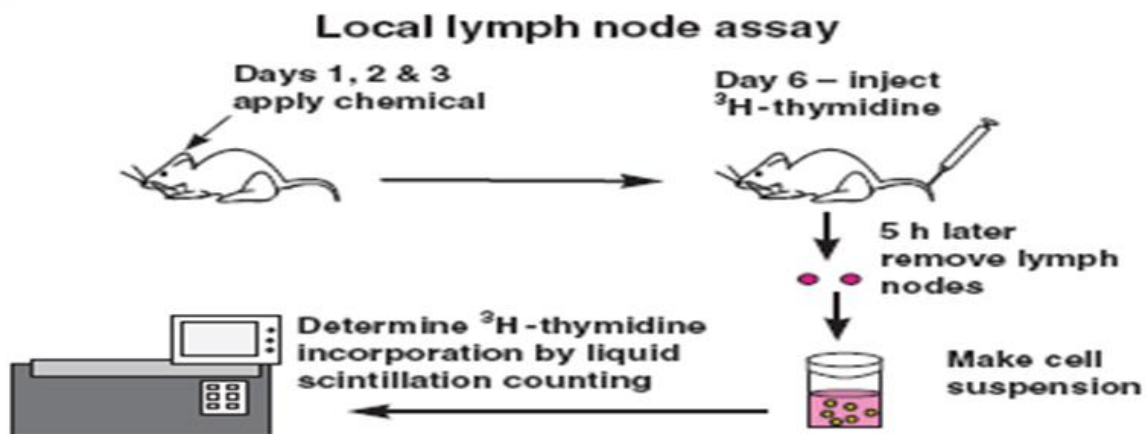 Local lymph node assay
Days 1, 2 & 3
apply chemical
Day 6 – inject
³H-thymidine
5 h later
remove lymph
nodes
Make cell
suspension
Determine ³H-thymidine
incorporation by liquid
scintillation counting